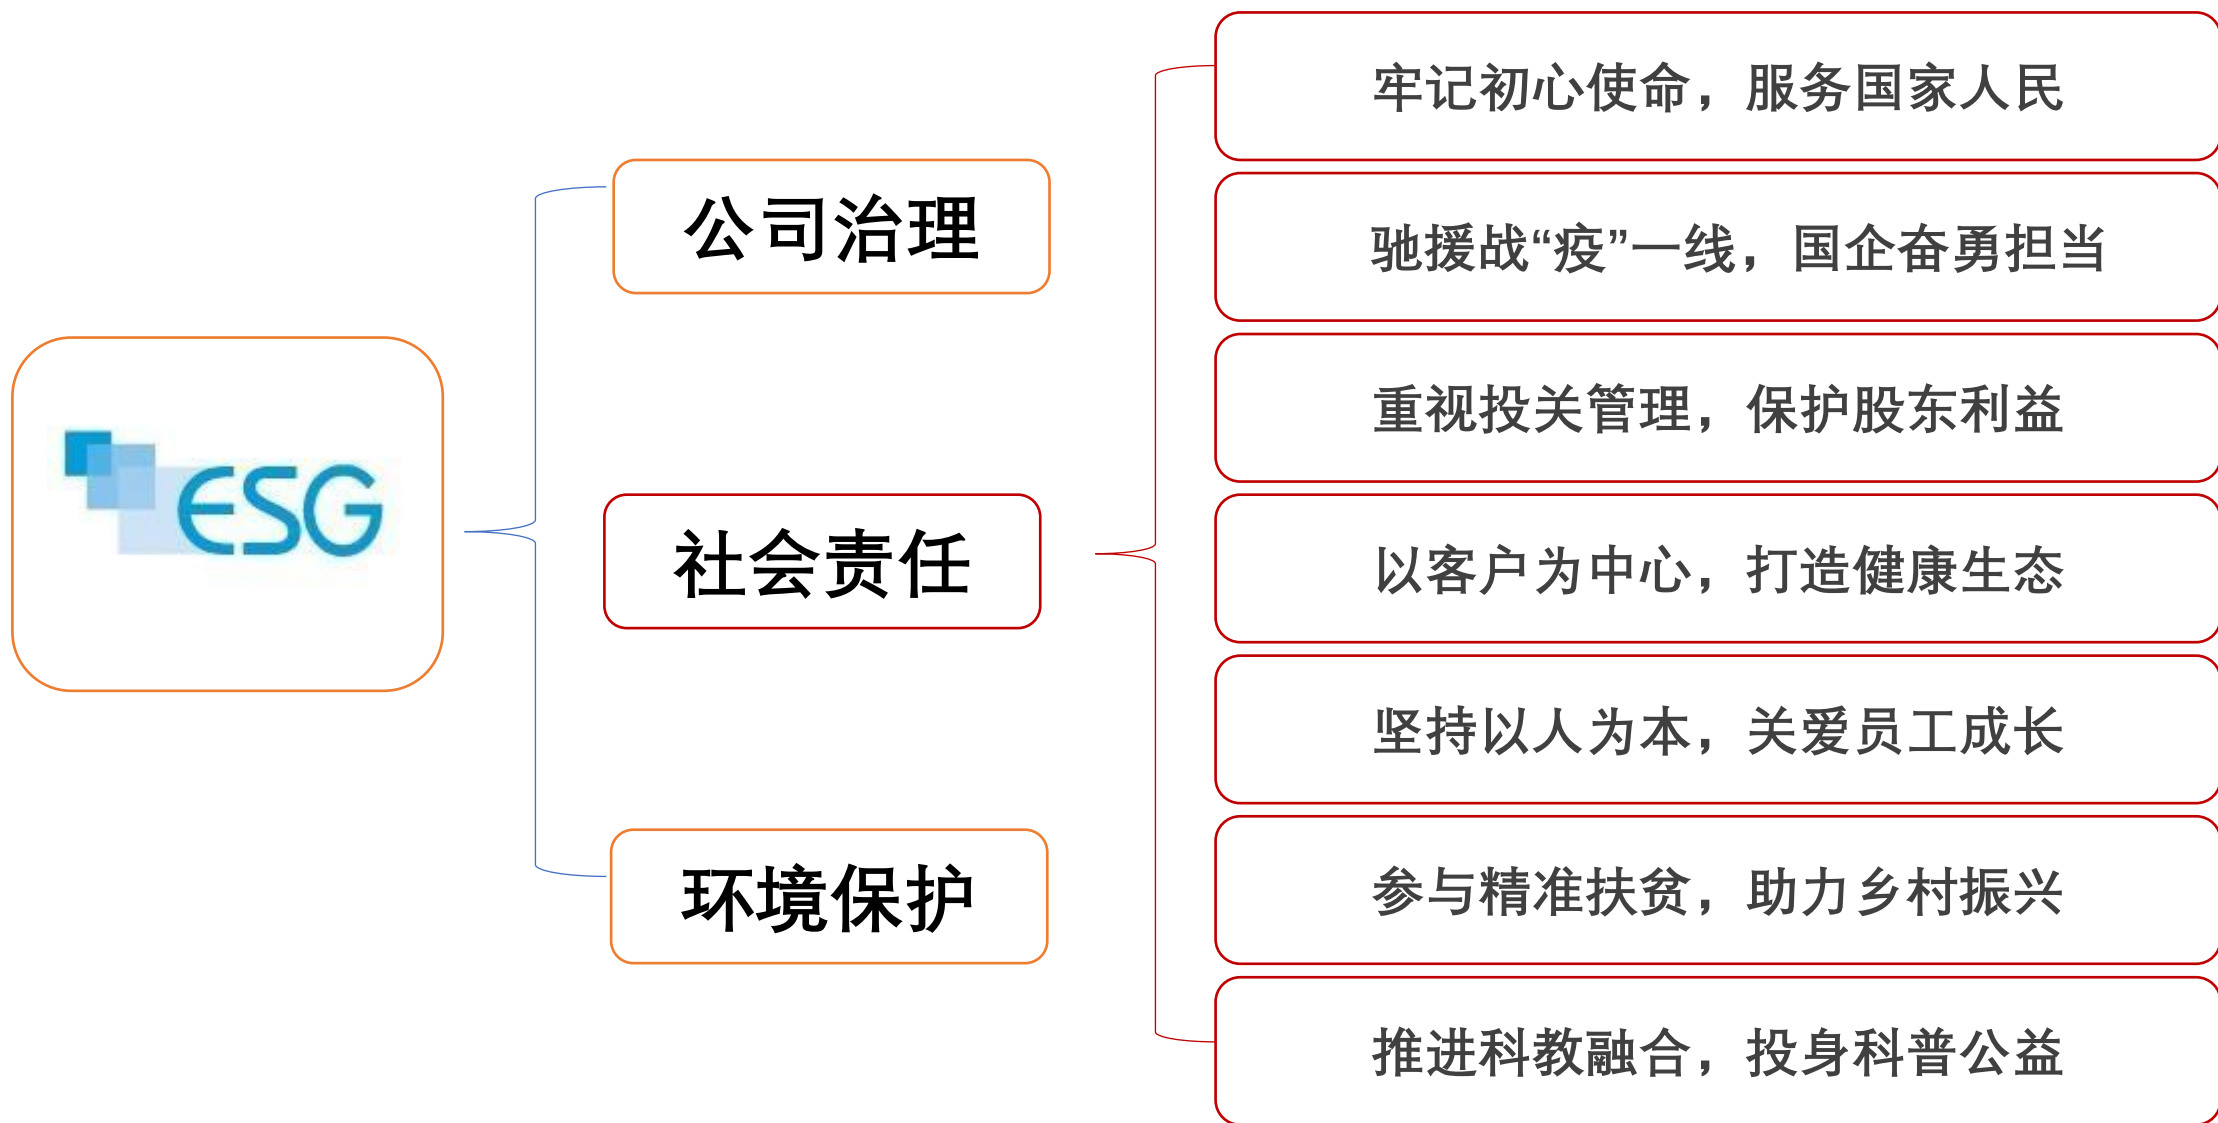 ESG
公司治理
社会责任
环境保护
牢记初心使命，服务国家人民
驰援战“疫”一线，国企奋勇担当
重视投关管理，保护股东利益
以客户为中心，打造健康生态
坚持以人为本，关爱员工成长
参与精准扶贫，助力乡村振兴
推进科教融合，投身科普公益